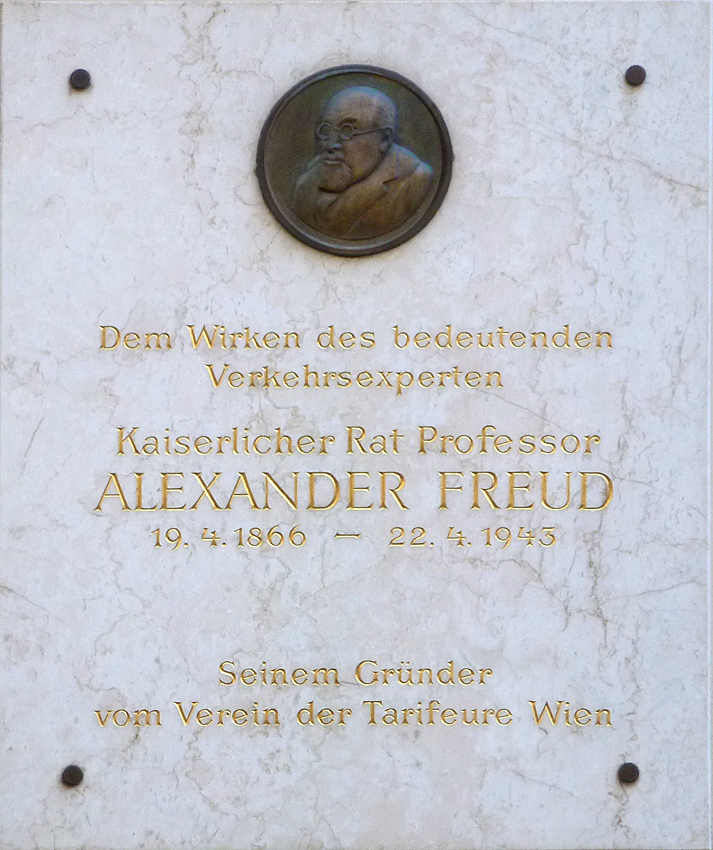 Dem Wirken des bedeutenden
Verkehrsexperten
Kaiserlicher Rat Professor
ALEXANDER FREUD
19.4.1866 — 22.4.1943
Seinem Gründer
vom Verein der Tarifeure Wien